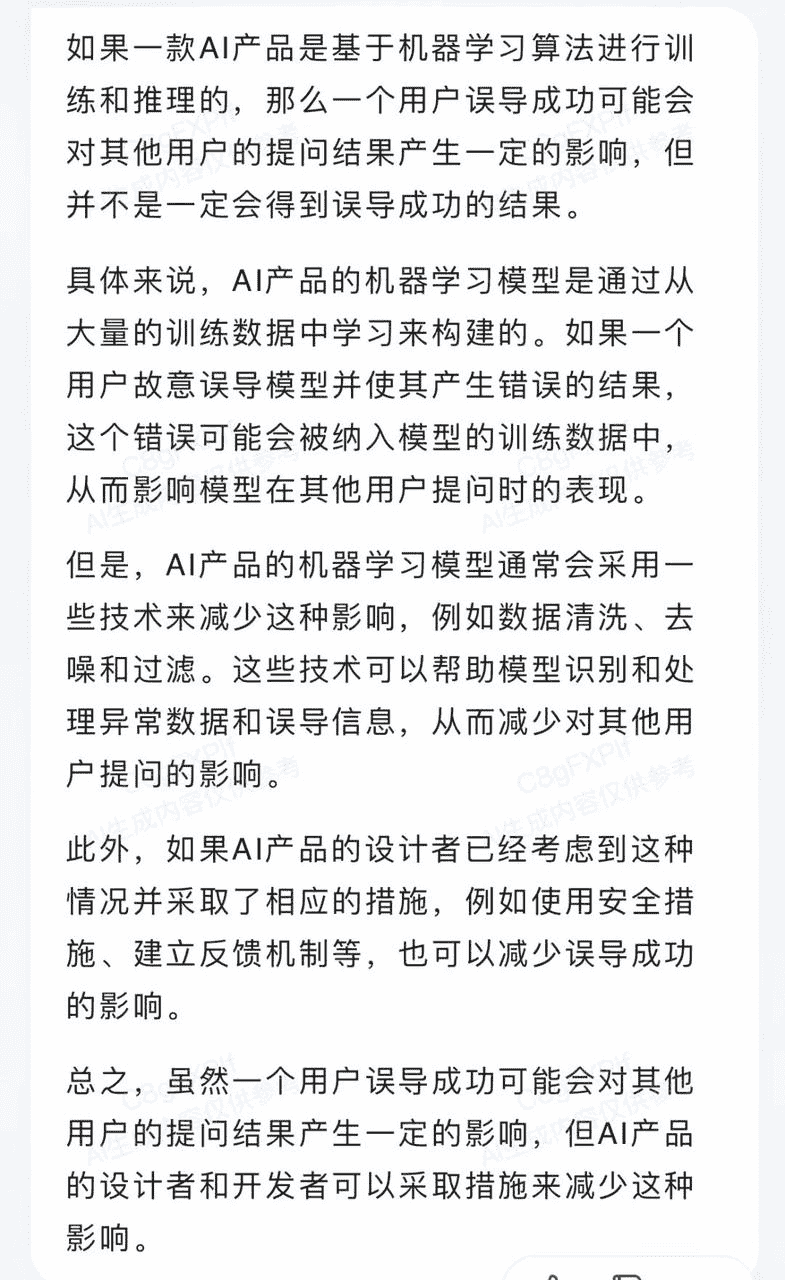 如果一款AI产品是基于机器学习算法进行训
练和推理的，那么一个用户误导成功可能会
对其他用户的提问结果产生一定的影响，但
并不是一定会得到误导成功的结果。
具体来说，AI产品的机器学习模型是通过从
大量的训练数据中学习来构建的。如果一个
用户故意误导模型并使其产生错误的结果，
这个错误可能会被纳入模型的训练数据中，
从而影响模型在其他用户提问时的表现。
但是，AI产品的机器学习模型通常会采用一
些技术来减少这种影响，例如数据清洗、去
噪和过滤。这些技术可以帮助模型识别和处
理异常数据和误导信息，从而减少对其他用
户提问的影响。
C8gFXPIf
AI生成内容仅供参考
此外，如果AI产品的设计者已经考虑到这种
情况并采取了相应的措施，例如使用安全措
施、建立反馈机制等，也可以减少误导成功
的影响。
总之，虽然一个用户误导成功可能会对其他
用户的提问结果产生一定的影响，但AI产品
的设计者和开发者可以采取措施来减少这种
影响。